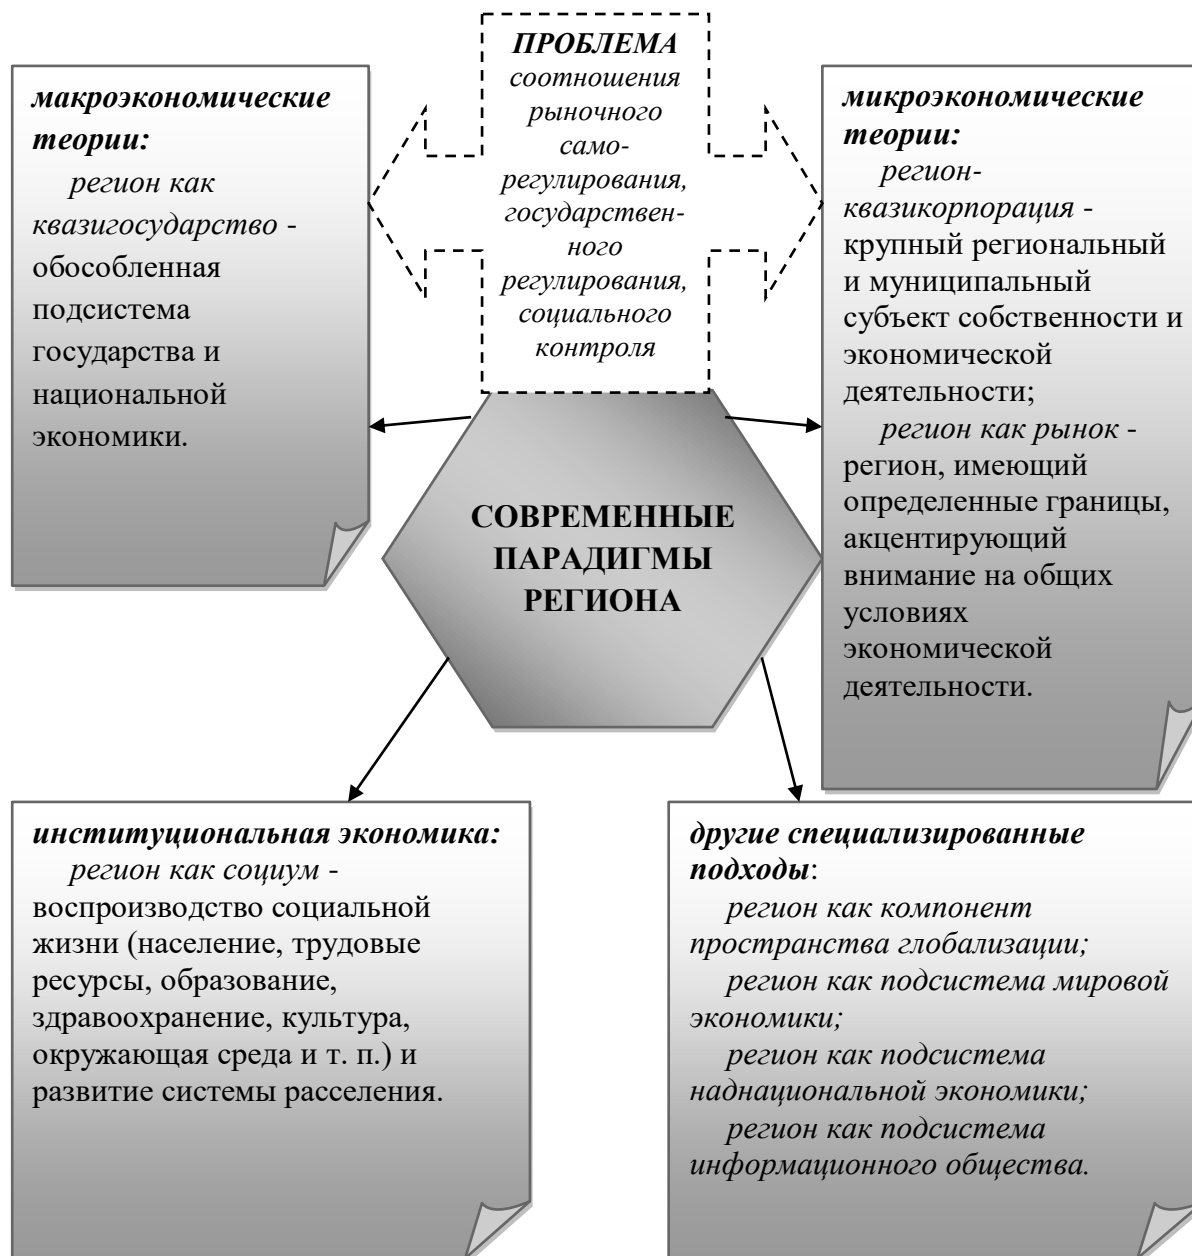 ПРОБЛЕМА
соотношения
рыночного
само-
регулирования,
государствен-
ного
регулирования,
социального
контроля
макроэкономические
теории:
регион как
квазигосударство -
обособленная
подсистема
государства и
национальной
экономики.
микроэкономические
теории:
регион-
квазикорпорация -
крупный региональный
и муниципальный
субъект собственности и
экономической
деятельности;
регион как рынок -
регион, имеющий
определенные границы,
акцентирующий
внимание на общих
условиях
экономической
деятельности.
СОВРЕМЕННЫЕ
ПАРАДИГМЫ
РЕГИОНА
институциональная экономика:
регион как социум -
воспроизводство социальной
жизни (население, трудовые
ресурсы, образование,
здравоохранение, культура,
окружающая среда и т. п.) и
развитие системы расселения.
другие специализированные
подходы:
регион как компонент
пространства глобализации;
регион как подсистема мировой
экономики;
регион как подсистема
наднациональной экономики;
регион как подсистема
информационного общества.